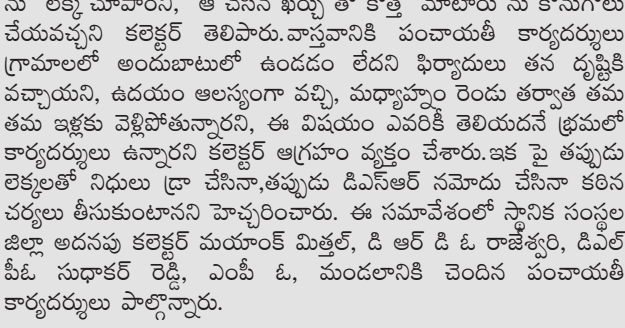 ను లెక్క చూపారని, ఆ చేసిన ఖర్చు తో కొత్త మోటారు ను కొనుగోలు
చేయవచ్చని కలెక్టర్ తెలిపారు.వాస్తవానికి పంచాయతీ కార్యదర్శులు
గ్రామాలలో అందుబాటులో ఉండడం లేదని ఫిర్యాదులు తన దృష్టికి
వచ్చాయని, ఉదయం ఆలస్యంగా వచ్చి, మధ్యాహ్నం రెండు తర్వాత తమ
తమ ఇళ్లకు వెళ్లిపోతున్నారని, ఈ విషయం ఎవరికీ తెలియదనే భ్రమలో
కార్యదర్శులు ఉన్నారని కలెక్టర్ ఆగ్రహం వ్యక్తం చేశారు.ఇక పై తప్పుడు
లెక్కలతో నిధులు డ్రా చేసినా,తప్పుడు డిఎస్ఆర్ నమోదు చేసినా కఠిన
చర్యలు తీసుకుంటానని హెచ్చరించారు. ఈ సమావేశంలో స్థానిక సంస్థల
జిల్లా అదనపు కలెక్టర్ మయాంక్ మిత్తల్, డి ఆర్ డి ఓ రాజేశ్వరి, డిఎల్
పీఓ సుధాకర్ రెడ్డి, ఎంపీ ఓ, మండలానికి చెందిన పంచాయతీ
కార్యదర్శులు పాల్గొన్నారు.